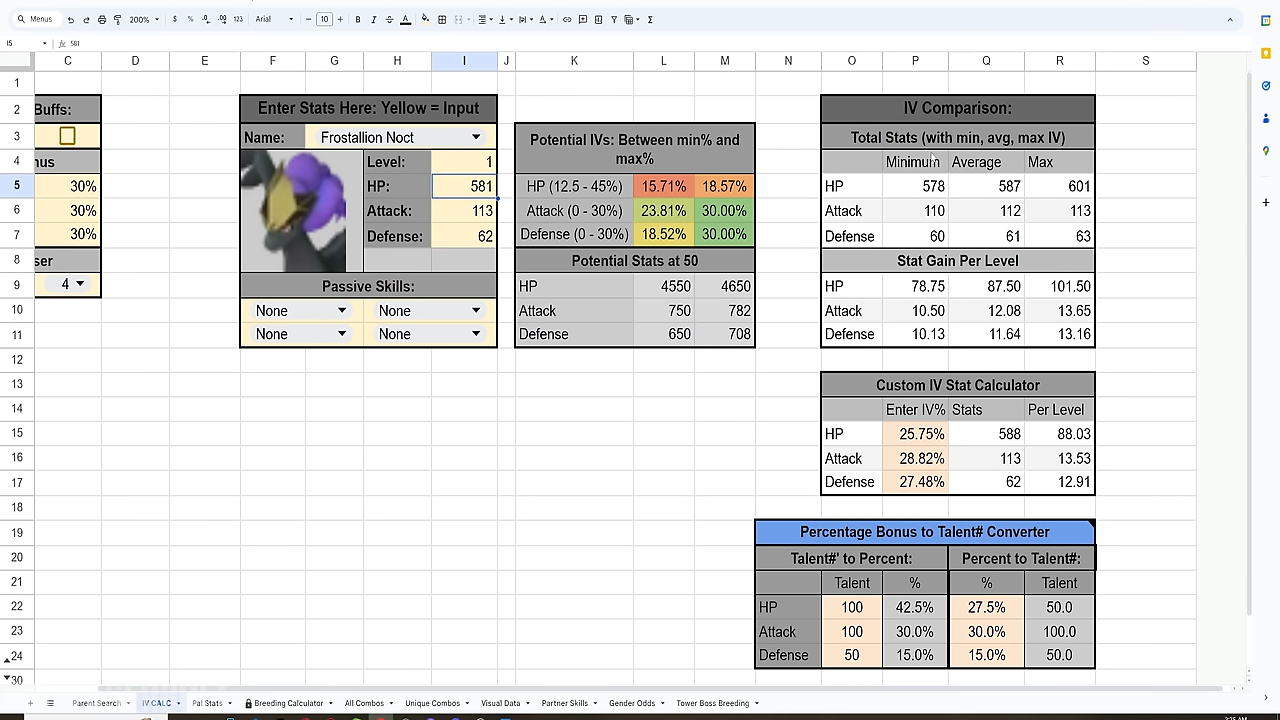 Menus 200% $ % .0 .00 123 Arial - 10 + B I A Σ
I5 fx 581
C D E F G H I J K L M N O P Q R S
1
2 Buffs: Enter Stats Here: Yellow = Input IV Comparison:
3 Name: Frostallion Noct Potential IVs: Between min% and max% Total Stats (with min, avg, max IV)
4 nus Level: 1 Minimum Average Max
5 30% HP: 581 HP (12.5 - 45%) 15.71% 18.57% HP 578 587 601
6 30% Attack: 113 Attack (0 - 30%) 23.81% 30.00% Attack 110 112 113
7 30% Defense: 62 Defense (0 - 30%) 18.52% 30.00% Defense 60 61 63
8 ser Potential Stats at 50 Stat Gain Per Level
9 4 Passive Skills: HP 4550 4650 HP 78.75 87.50 101.50
10 None None Attack 750 782 Attack 10.50 12.08 13.65
11 None None Defense 650 708 Defense 10.13 11.64 13.16
12
13 Custom IV Stat Calculator
14 Enter IV% Stats Per Level
15 HP 25.75% 588 88.03
16 Attack 28.82% 113 13.53
17 Defense 27.48% 62 12.91
18
19 Percentage Bonus to Talent# Converter
20 Talent#' to Percent: Percent to Talent#:
21 Talent % % Talent
22 HP 100 42.5% 27.5% 50.0
23 Attack 100 30.0% 30.0% 100.0
24 Defense 50 15.0% 15.0% 50.0
30
+ Parent Search IV CALC Pal Stats Breeding Calculator All Combos Unique Combos Visual Data Partner Skills Gender Odds Tower Boss Breeding